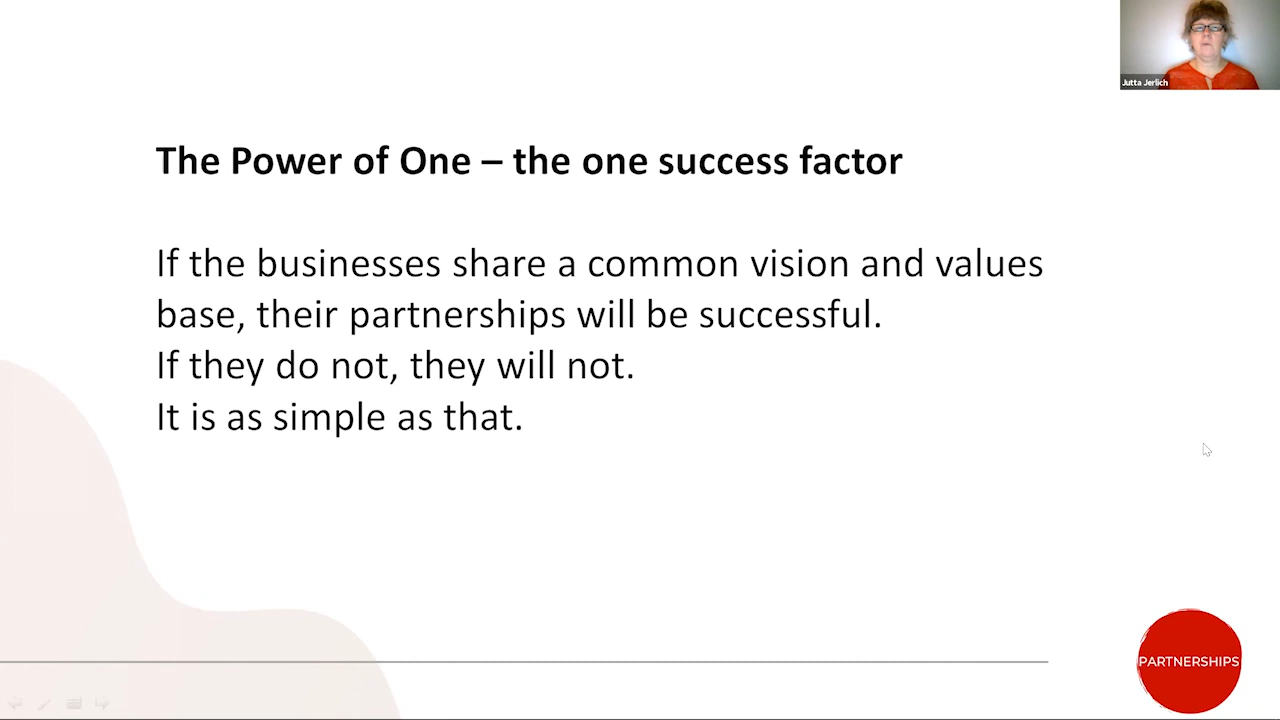 Jutta Jerlich
The Power of One – the one success factor
If the businesses share a common vision and values
base, their partnerships will be successful.
If they do not, they will not.
It is as simple as that.
PARTNERSHIPS